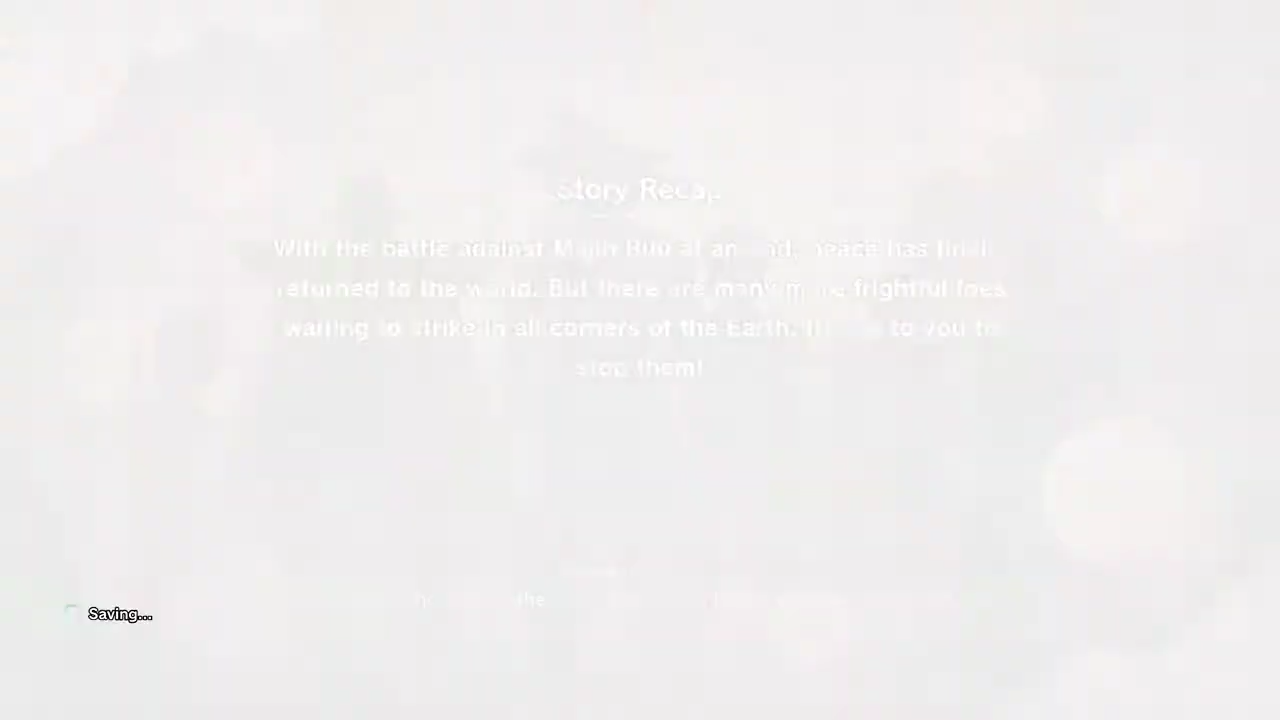 Story Recap
With the battle against Majin Buu at an end, peace has finally
returned to the world. But there are many more frightful foes
waiting to strike in all corners of the Earth. It's up to you to
stop them!
the
Saving...